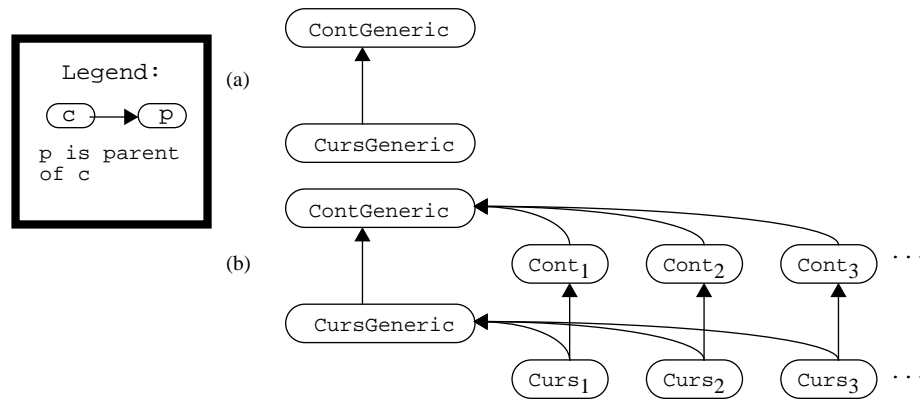 Legend:
c p
p is parent
of c
(a)
ContGeneric
CursGeneric
(b)
ContGeneric
Cont1 Cont2 Cont3 ...
CursGeneric
Curs1 Curs2 Curs3 ...